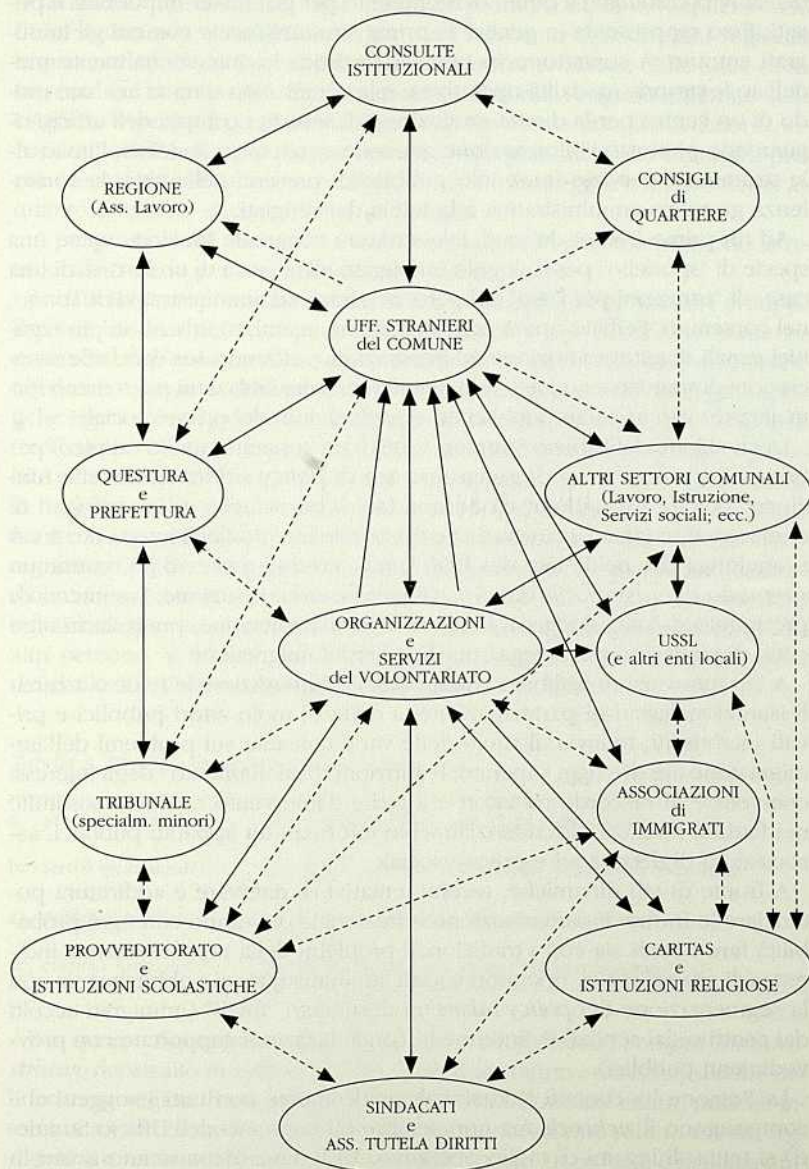 CONSULTE
ISTITUZIONALI
REGIONE
(Ass. Lavoro)
CONSIGLI
di
QUARTIERE
UFF. STRANIERI
del COMUNE
QUESTURA
e
PREFETTURA
ALTRI SETTORI COMUNALI
(Lavoro, Istruzione,
Servizi sociali; ecc.)
ORGANIZZAZIONI
e
SERVIZI
del VOLONTARIATO
USSL
(e altri enti locali)
TRIBUNALE
(specialm. minori)
ASSOCIAZIONI
di
IMMIGRATI
PROVVEDITORATO
e
ISTITUZIONI SCOLASTICHE
CARITAS
e
ISTITUZIONI RELIGIOSE
SINDACATI
e
ASS. TUTELA DIRITTI